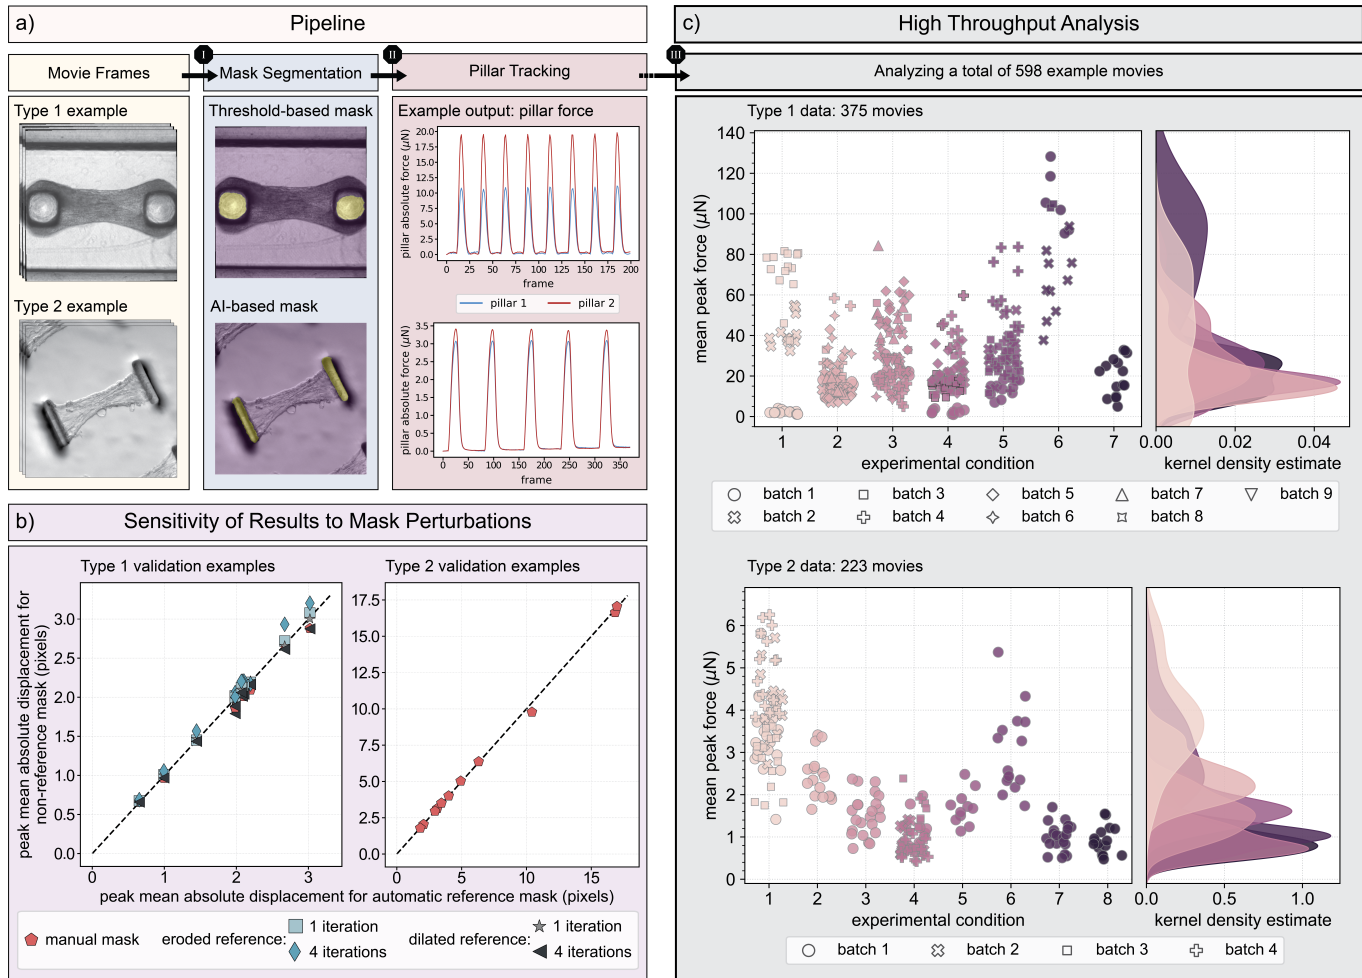 a)
Pipeline
I
II
Movie Frames
Mask Segmentation
Pillar Tracking
Type 1 example
Threshold-based mask
Example output: pillar force
pillar absolute force (μN)
20.0
17.5
15.0
12.5
10.0
7.5
5.0
2.5
0.0
0 25 50 75 100 125 150 175 200
frame
pillar 1 pillar 2
Type 2 example
AI-based mask
pillar absolute force (μN)
3.5
3.0
2.5
2.0
1.5
1.0
0.5
0.0
0 50 100 150 200 250 300 350
frame
b)
Sensitivity of Results to Mask Perturbations
Type 1 validation examples
Type 2 validation examples
peak mean absolute displacement for
non-reference mask (pixels)
3.0
2.5
2.0
1.5
1.0
0.5
0.0
0 1 2 3
17.5
15.0
12.5
10.0
7.5
5.0
2.5
0.0
0 5 10 15
peak mean absolute displacement for automatic reference mask (pixels)
manual mask
eroded reference:
1 iteration
4 iterations
dilated reference:
1 iteration
4 iterations
c)
High Throughput Analysis
III
Analyzing a total of 598 example movies
Type 1 data: 375 movies
mean peak force (μN)
140
120
100
80
60
40
20
0
1 2 3 4 5 6 7
experimental condition
0.00 0.02 0.04
kernel density estimate
batch 1 batch 3 batch 5 batch 7 batch 9
batch 2 batch 4 batch 6 batch 8
Type 2 data: 223 movies
mean peak force (μN)
6
5
4
3
2
1
0
1 2 3 4 5 6 7 8
experimental condition
0.0 0.5 1.0
kernel density estimate
batch 1 batch 2 batch 3 batch 4